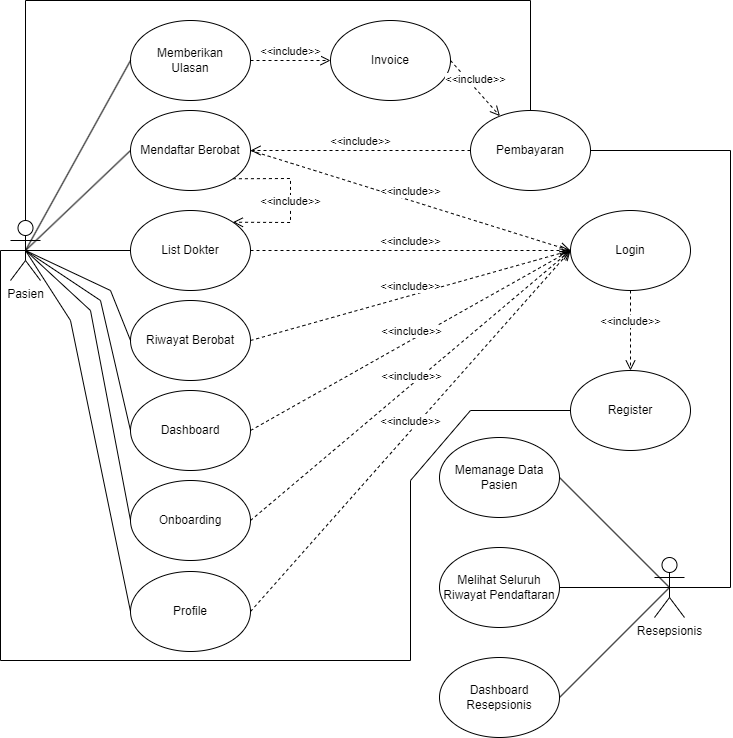 Memberikan
Ulasan
<<include>>
Invoice
<<include>>
Mendaftar Berobat
<<include>>
Pembayaran
<<include>>
<<include>>
List Dokter
<<include>>
Login
Pasien
<<include>>
Riwayat Berobat
<<include>>
<<include>>
Dashboard
<<include>>
Register
<<include>>
Memanage Data
Pasien
Onboarding
Profile
Melihat Seluruh
Riwayat Pendaftaran
Resepsionis
Dashboard
Resepsionis